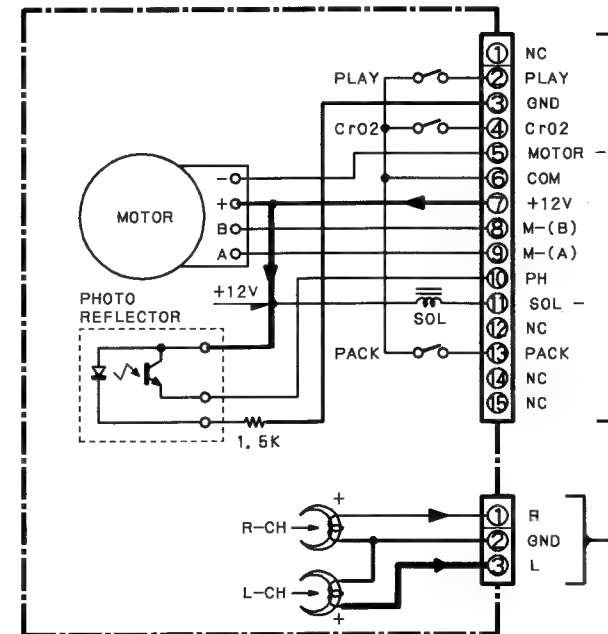 ① NC
PLAY ② PLAY
③ GND
CrO2 ④ CrO2
⑤ MOTOR -
- ⑥ COM
MOTOR + ⑦ +12V
B ⑧ M-(B)
A ⑨ M-(A)
⑩ PH
PHOTO
REFLECTOR
+12V
SOL
⑪ SOL -
⑫ NC
PACK ⑬ PACK
⑭ NC
⑮ NC
1.5K
+
R-CH ① R
② GND
L-CH ③ L
+